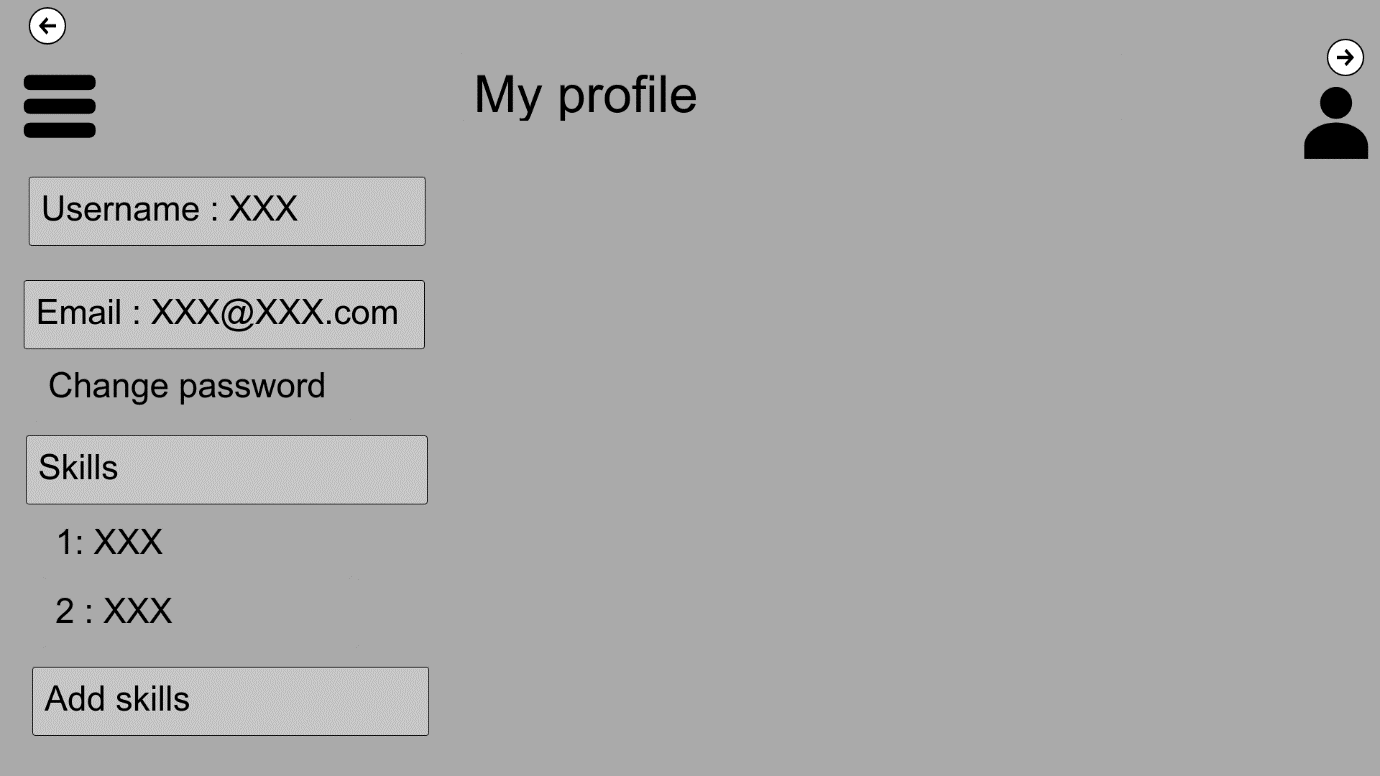 My profile
Username : XXX
Email : XXX@XXX.com
Change password
Skills
1: XXX
2 : XXX
Add skills